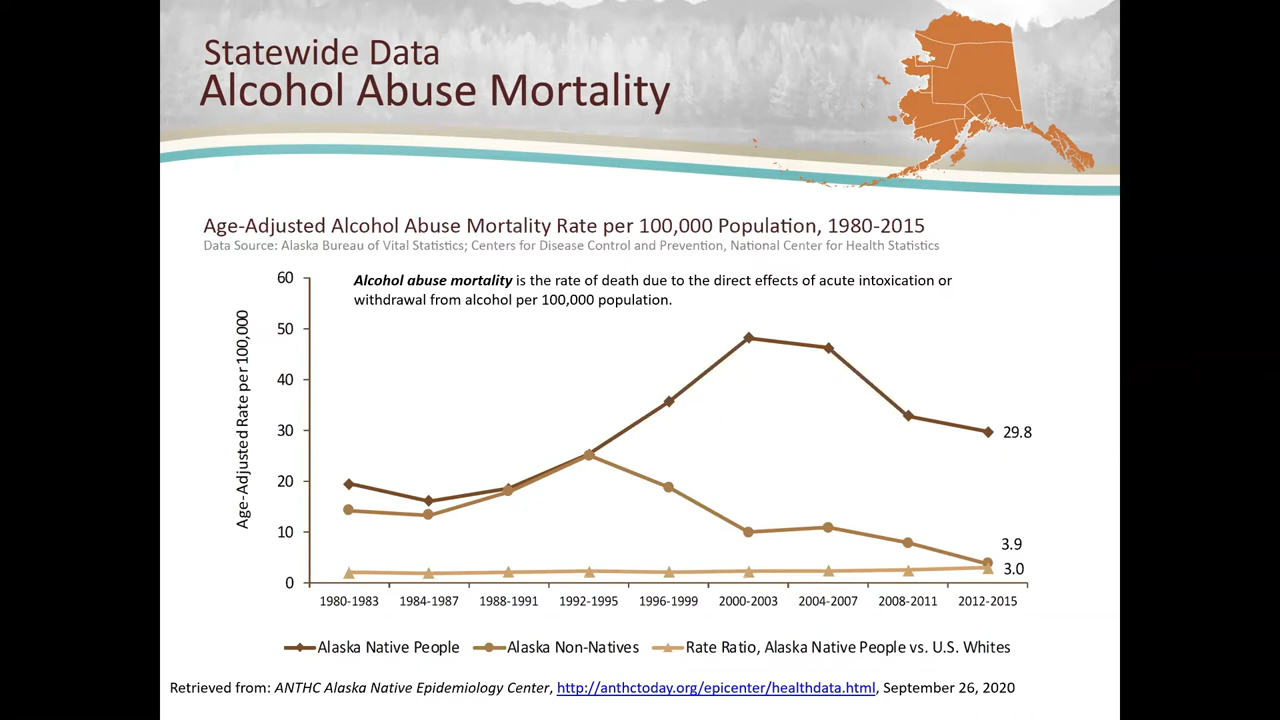 Statewide Data
Alcohol Abuse Mortality
Age-Adjusted Alcohol Abuse Mortality Rate per 100,000 Population, 1980-2015
Data Source: Alaska Bureau of Vital Statistics; Centers for Disease Control and Prevention, National Center for Health Statistics
Alcohol abuse mortality is the rate of death due to the direct effects of acute intoxication or
withdrawal from alcohol per 100,000 population.
Age-Adjusted Rate per 100,000
60
50
40
30
20
10
0
29.8
3.9
3.0
1980-1983 1984-1987 1988-1991 1992-1995 1996-1999 2000-2003 2004-2007 2008-2011 2012-2015
Alaska Native People Alaska Non-Natives Rate Ratio, Alaska Native People vs. U.S. Whites
Retrieved from: ANTHC Alaska Native Epidemiology Center, http://anthctoday.org/epicenter/healthdata.html, September 26, 2020